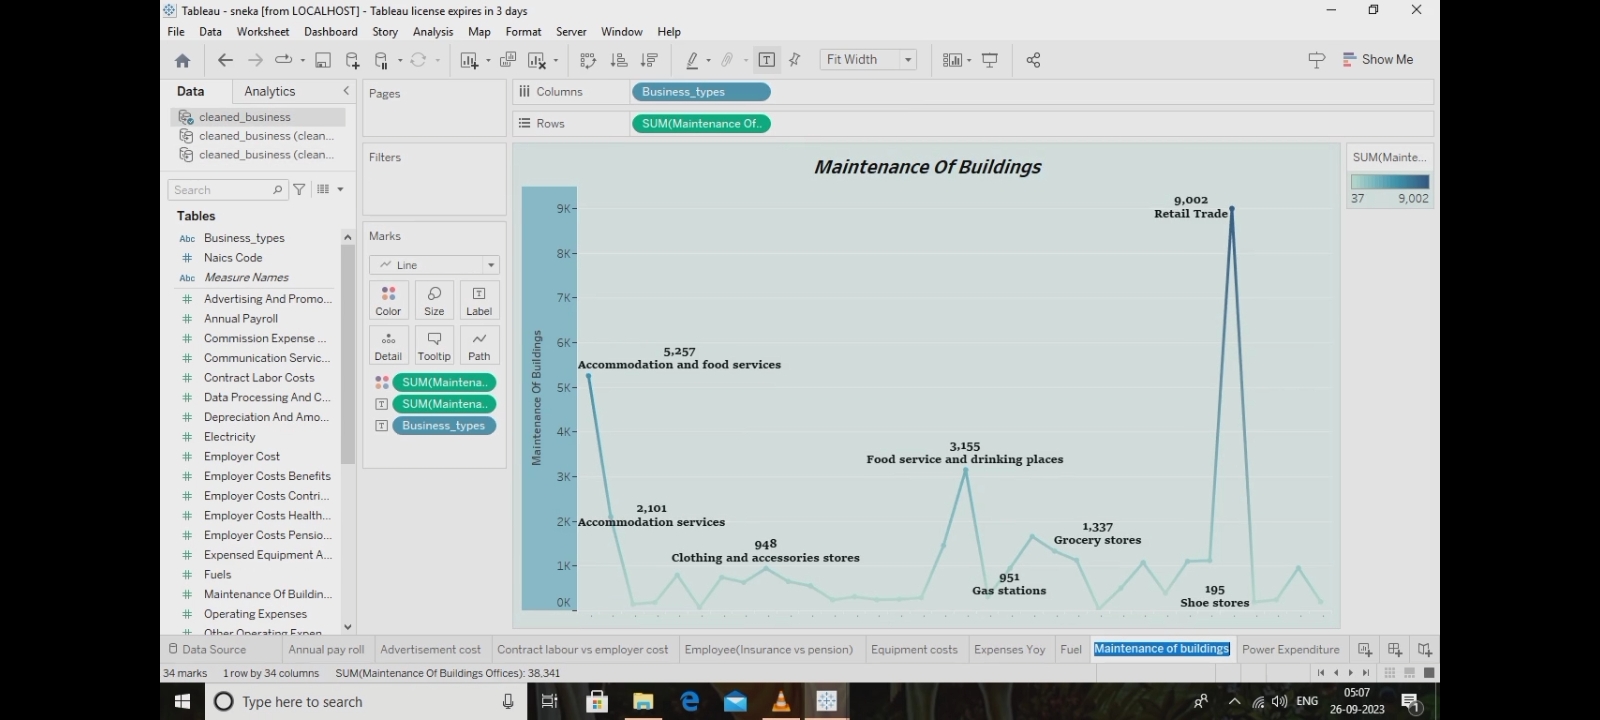 Tableau - sneka [from LOCALHOST] - Tableau license expires in 3 days
File Data Worksheet Dashboard Story Analysis Map Format Server Window Help
Fit Width
Show Me
Data Analytics
cleaned_business
cleaned_business (clean...
cleaned_business (clean...
Search
Tables
Abc Business_types
# Naics Code
Abc Measure Names
# Advertising And Promo...
# Annual Payroll
# Commission Expense ...
# Communication Servic...
# Contract Labor Costs
# Data Processing And C...
# Depreciation And Amo...
# Electricity
# Employer Cost
# Employer Costs Benefits
# Employer Costs Contri...
# Employer Costs Health...
# Employer Costs Pensio...
# Expensed Equipment A...
# Fuels
# Maintenance Of Buildin...
# Operating Expenses
# Other Operating Expen...
Pages
Filters
Marks
Line
Color Size Label
Detail Tooltip Path
SUM(Maintena..
SUM(Maintena..
Business_types
Columns Business_types
Rows SUM(Maintenance Of..
Maintenance Of Buildings
Maintenance Of Buildings
9K
8K
7K
6K
5K
4K
3K
2K
1K
0K
9,002
Retail Trade
5,257
Accommodation and food services
3,155
Food service and drinking places
2,101
Accommodation services
948
Clothing and accessories stores
1,337
Grocery stores
951
Gas stations
195
Shoe stores
SUM(Mainte...
37 9,002
Data Source Annual pay roll Advertisement cost Contract labour vs employer cost Employee(Insurance vs pension) Equipment costs Expenses Yoy Fuel Maintenance of buildings Power Expenditure
34 marks 1 row by 34 columns SUM(Maintenance Of Buildings Offices): 38,341
Type here to search
ENG
05:07
26-09-2023
1